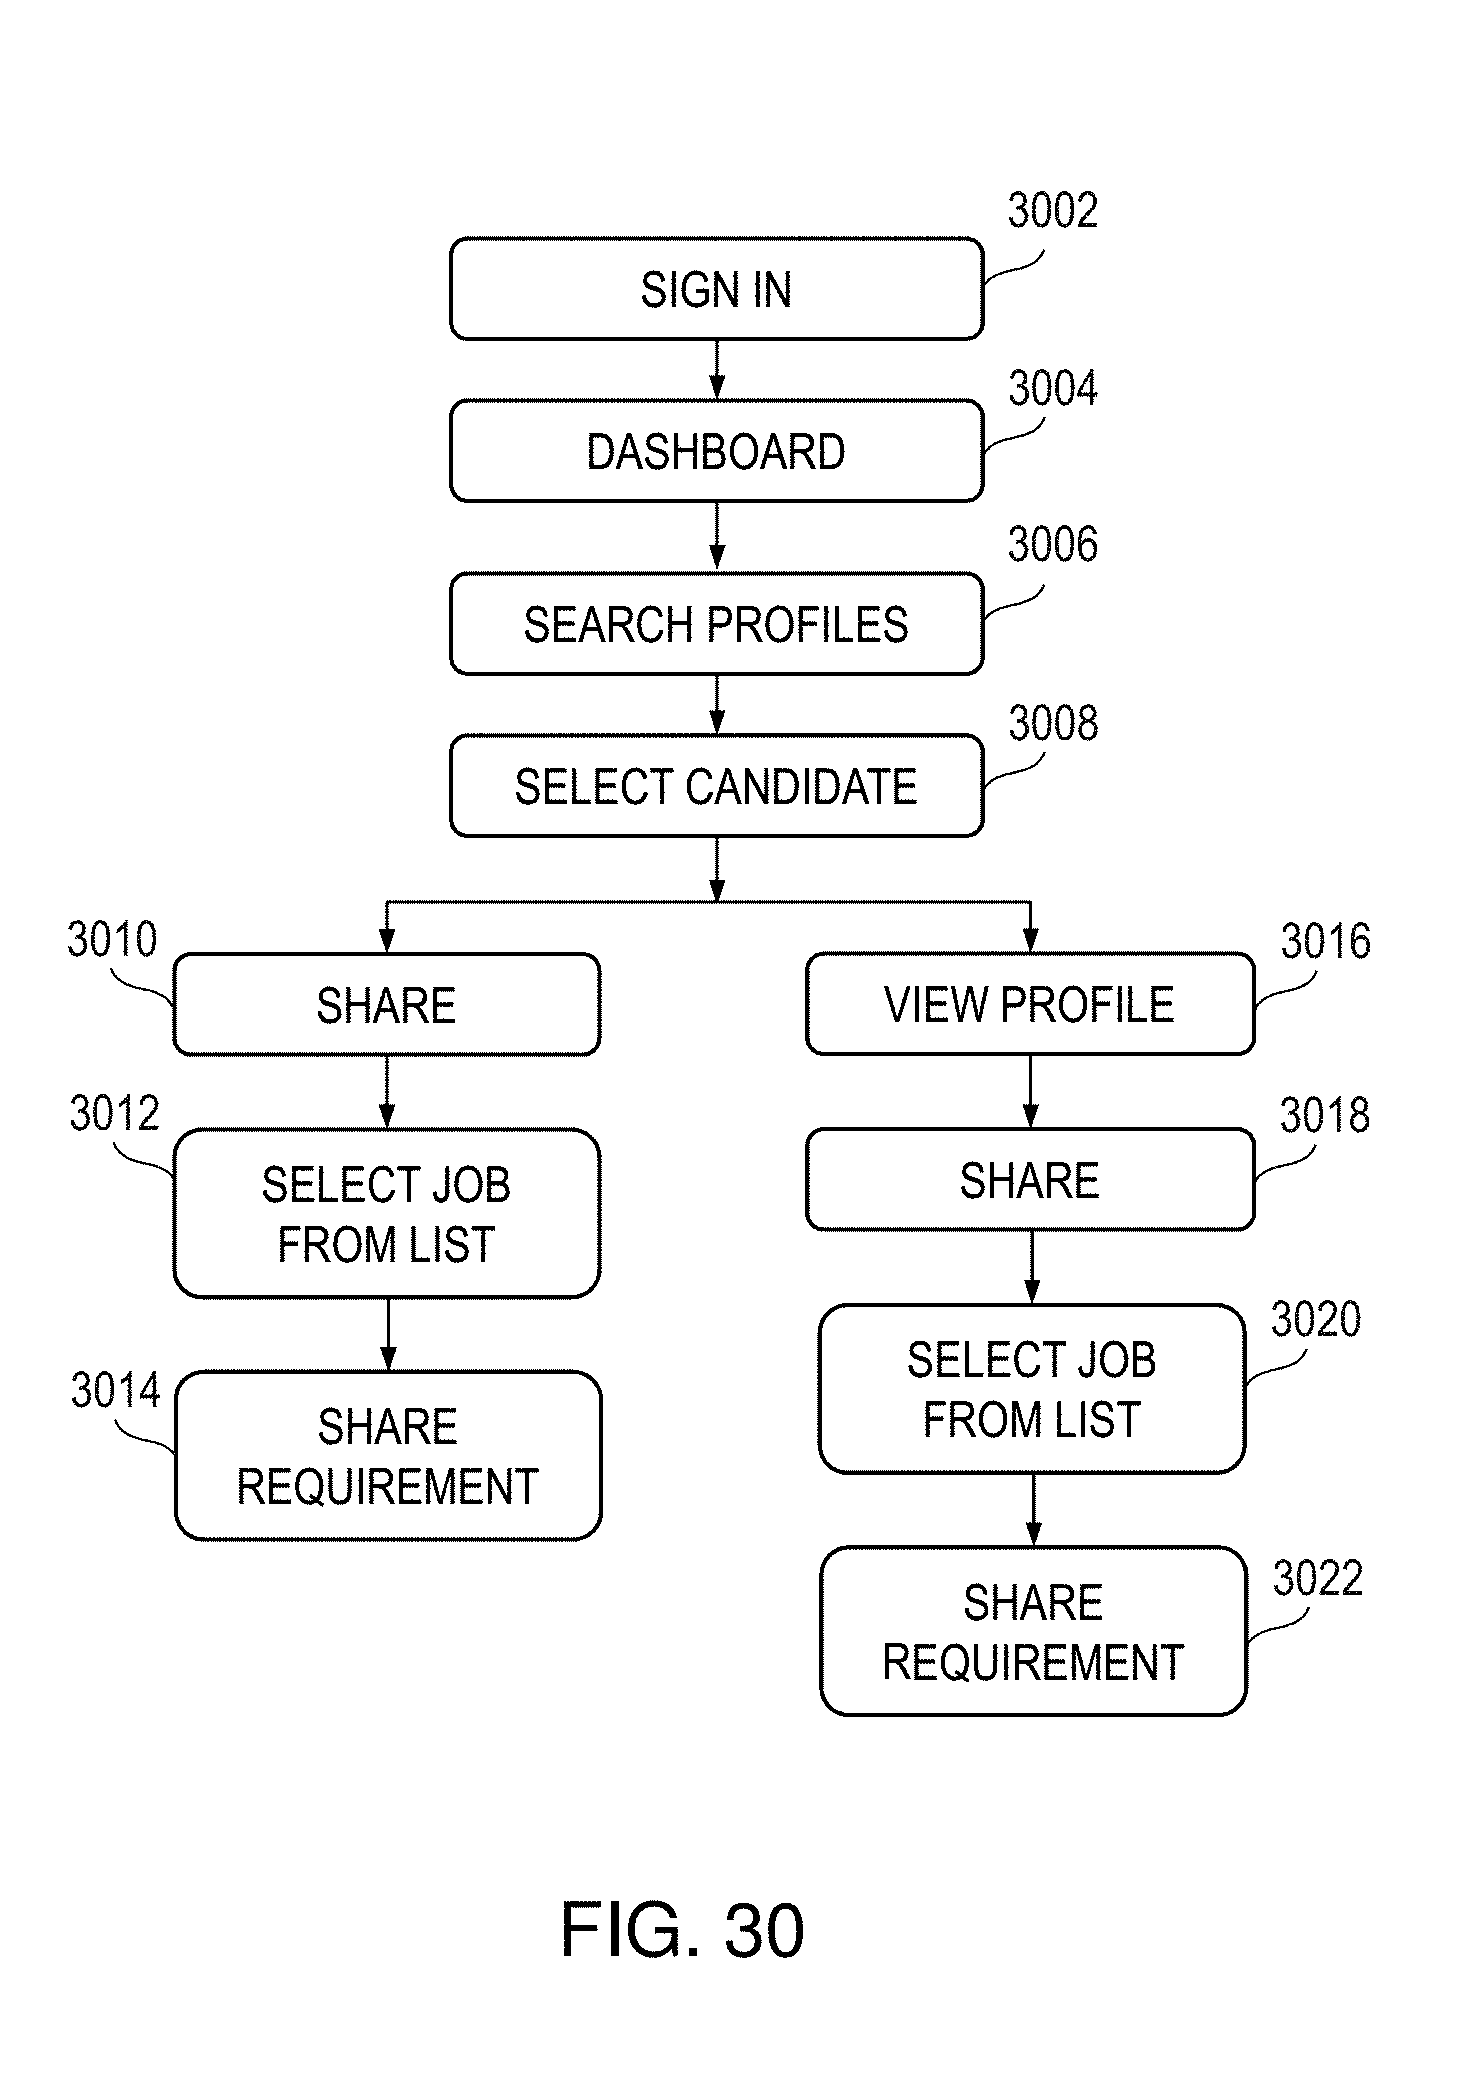 3002
SIGN IN
3004
DASHBOARD
3006
SEARCH PROFILES
3008
SELECT CANDIDATE
3010
SHARE
3012
SELECT JOB
FROM LIST
3014
SHARE
REQUIREMENT
3016
VIEW PROFILE
3018
SHARE
3020
SELECT JOB
FROM LIST
3022
SHARE
REQUIREMENT
FIG. 30